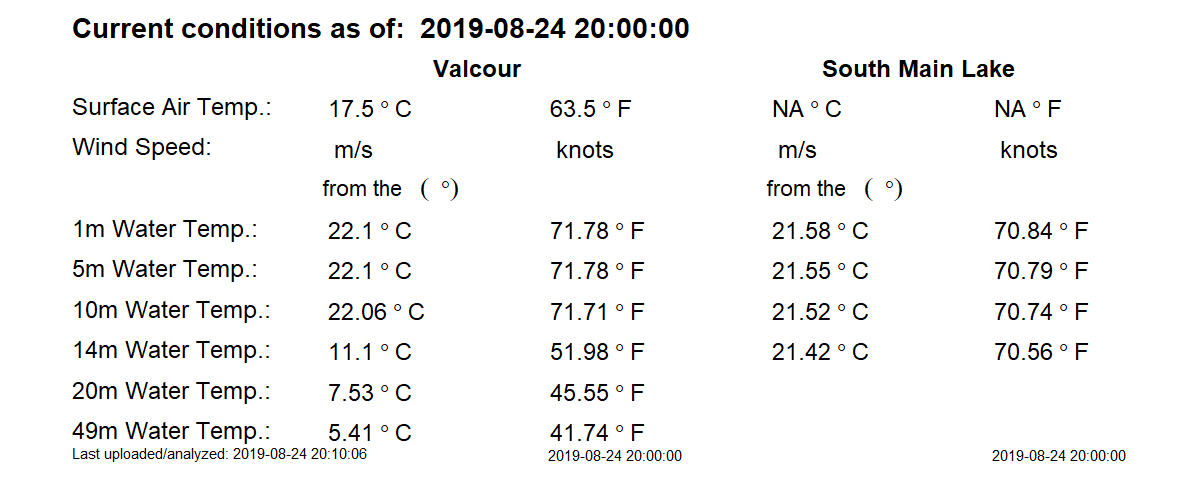 Current conditions as of: 2019-08-24 20:00:00
Valcour South Main Lake
Surface Air Temp.: 17.5 ° C 63.5 ° F NA ° C NA ° F
Wind Speed: m/s knots m/s knots
from the ( °) from the ( °)
1m Water Temp.: 22.1 ° C 71.78 ° F 21.58 ° C 70.84 ° F
5m Water Temp.: 22.1 ° C 71.78 ° F 21.55 ° C 70.79 ° F
10m Water Temp.: 22.06 ° C 71.71 ° F 21.52 ° C 70.74 ° F
14m Water Temp.: 11.1 ° C 51.98 ° F 21.42 ° C 70.56 ° F
20m Water Temp.: 7.53 ° C 45.55 ° F
49m Water Temp.: 5.41 ° C 41.74 ° F
Last uploaded/analyzed: 2019-08-24 20:10:06 2019-08-24 20:00:00 2019-08-24 20:00:00